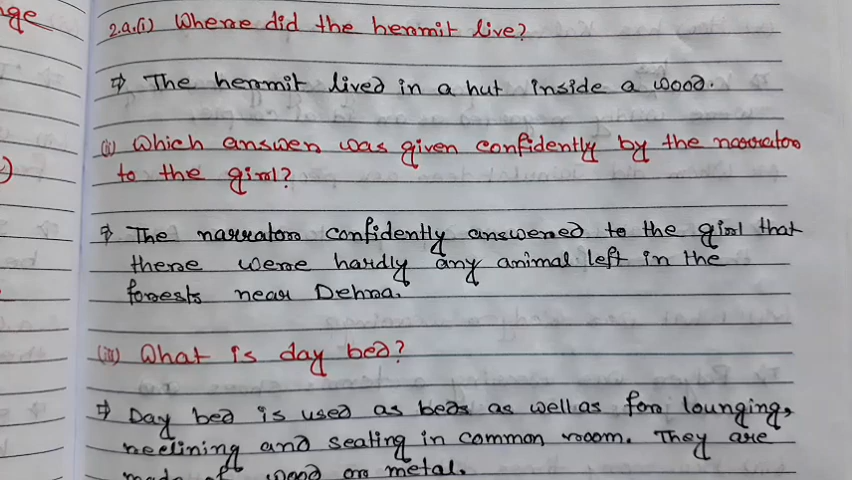 nge
2.a.(i) Where did the hermit live?
⇒ The hermit lived in a hut inside a wood.
(ii) Which answer was given confidently by the narrator
to the girl?
⇒ The narrator confidently answered to the girl that
there were hardly any animal left in the
forests near Dehra.
(iii) What is day bed?
⇒ Day bed is used as beds as well as for lounging,
reclining and seating in common room. They are
made of wood or metal.